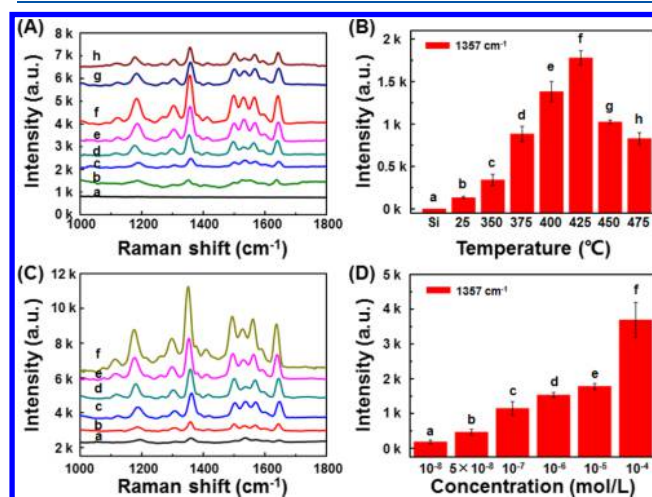 (A)
8 k
7 k
6 k
5 k
4 k
3 k
2 k
1 k
0 k
Intensity (a.u.)
h
g
f
e
d
c
b
a
1000 1200 1400 1600 1800
Raman shift (cm-1)
(B)
2 k
1.5 k
1 k
0.5 k
0 k
Intensity (a.u.)
1357 cm-1
a b c d e f g h
Si 25 350 375 400 425 450 475
Temperature (℃)
(C)
12 k
10 k
8 k
6 k
4 k
2 k
Intensity (a.u.)
f
e
d
c
b
a
1000 1200 1400 1600 1800
Raman shift (cm-1)
(D)
5 k
4 k
3 k
2 k
1 k
0 k
Intensity (a.u.)
1357 cm-1
a b c d e f
10-8 5×10-8 10-7 10-6 10-5 10-4
Concentration (mol/L)